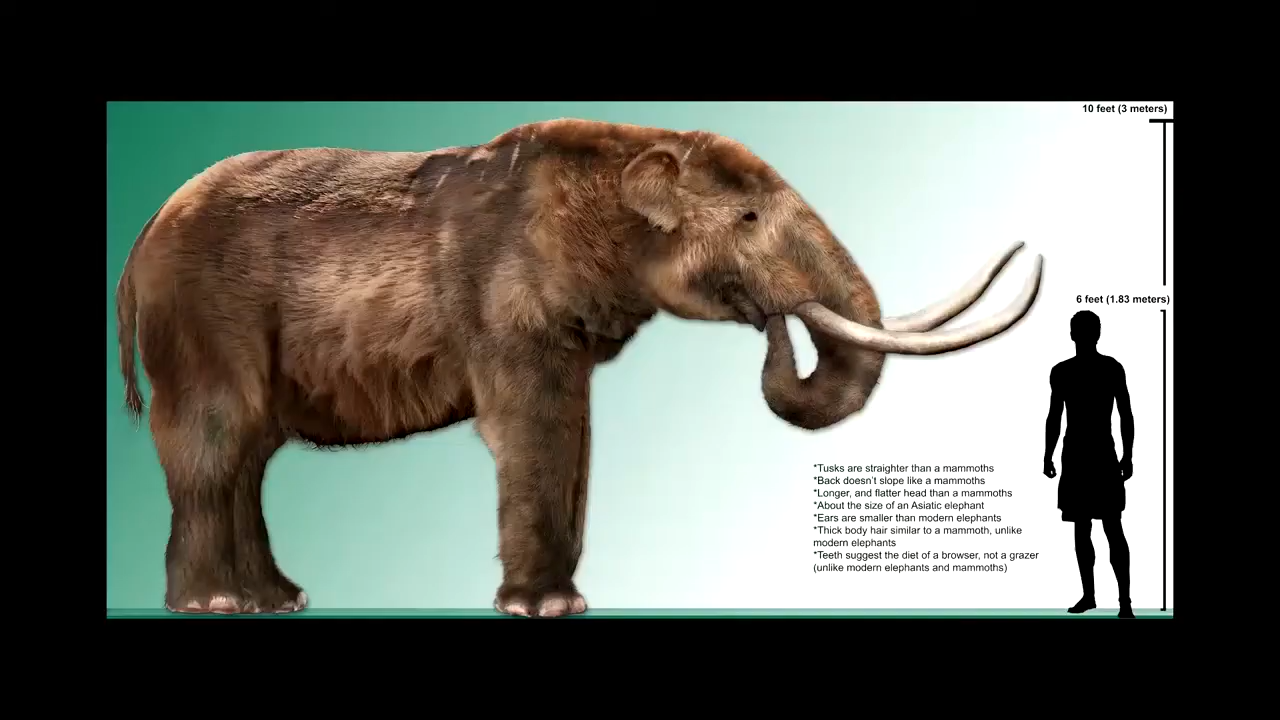 10 feet (3 meters)
6 feet (1.83 meters)
*Tusks are straighter than a mammoths
*Back doesn't slope like a mammoths
*Longer, and flatter head than a mammoths
*About the size of an Asiatic elephant
*Ears are smaller than modern elephants
*Thick body hair similar to a mammoth, unlike
modern elephants
*Teeth suggest the diet of a browser, not a grazer
(unlike modern elephants and mammoths)